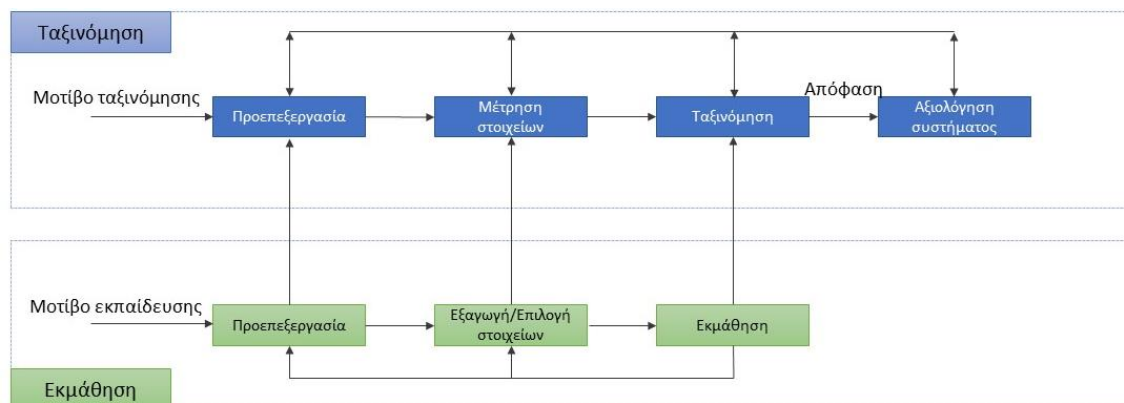 Ταξινόμηση
Μοτίβο ταξινόμησης
Προεπεξεργασία
Μέτρηση
στοιχείων
Ταξινόμηση
Απόφαση
Αξιολόγηση
συστήματος
Μοτίβο εκπαίδευσης
Προεπεξεργασία
Εξαγωγή/Επιλογή
στοιχείων
Εκμάθηση
Εκμάθηση